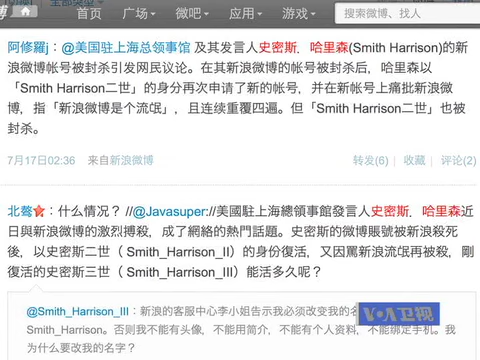 首页 广场 微吧 应用 游戏 搜索微博、找人
阿修羅j：@美国驻上海总领事馆 及其发言人史密斯．哈里森(Smith Harrison)的新
浪微博帐号被封杀引发网民议论。在其新浪微博的帐号被封杀后，哈里森以
「Smith Harrison二世」的身分再次申请了新的帐号，并在新帐号上痛批新浪微
博，指「新浪微博是个流氓」，且连续重覆四遍。但「Smith Harrison二世」也被
封杀。
7月17日02:36 来自新浪微博 转发(6) | 收藏 | 评论(2)
北骜：什么情况？ //@Javasuper://美國駐上海總領事館發言人史密斯．哈里森近
日與新浪微博的激烈搏殺，成了網絡的熱門話題。史密斯的微博賬號被新浪殺死
後，以史密斯二世（ Smith_Harrison_II）的身份復活，又因罵新浪流氓再被殺，剛
復活的史密斯三世（ Smith_Harrison_III）能活多久呢？
@Smith_Harrison_III：新浪的客服中心李小姐告示我必须改变我的名
VOA卫视
Smith_Harrison。否则我不能有头像，不能用简介，不能有个人资料，不能绑定手机。我
为什么要改我的名字？